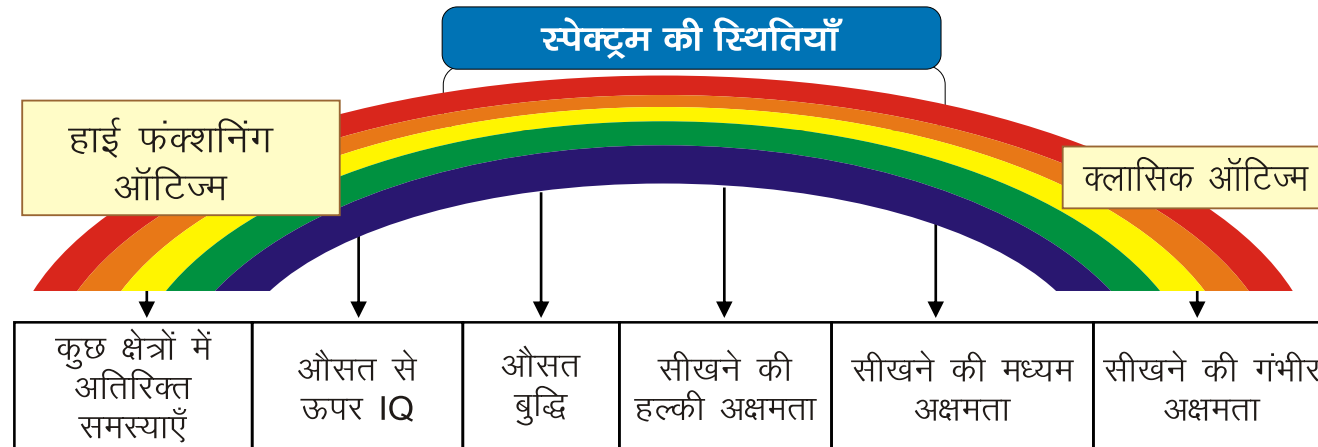 स्पेक्ट्रम की स्थितियाँ
हाई फंक्शनिंग
ऑटिज्म
क्लासिक ऑटिज्म
कुछ क्षेत्रों में
अतिरिक्त
समस्याएँ
औसत से
ऊपर IQ
औसत
बुद्धि
सीखने की
हल्की अक्षमता
सीखने की मध्यम
अक्षमता
सीखने की गंभीर
अक्षमता